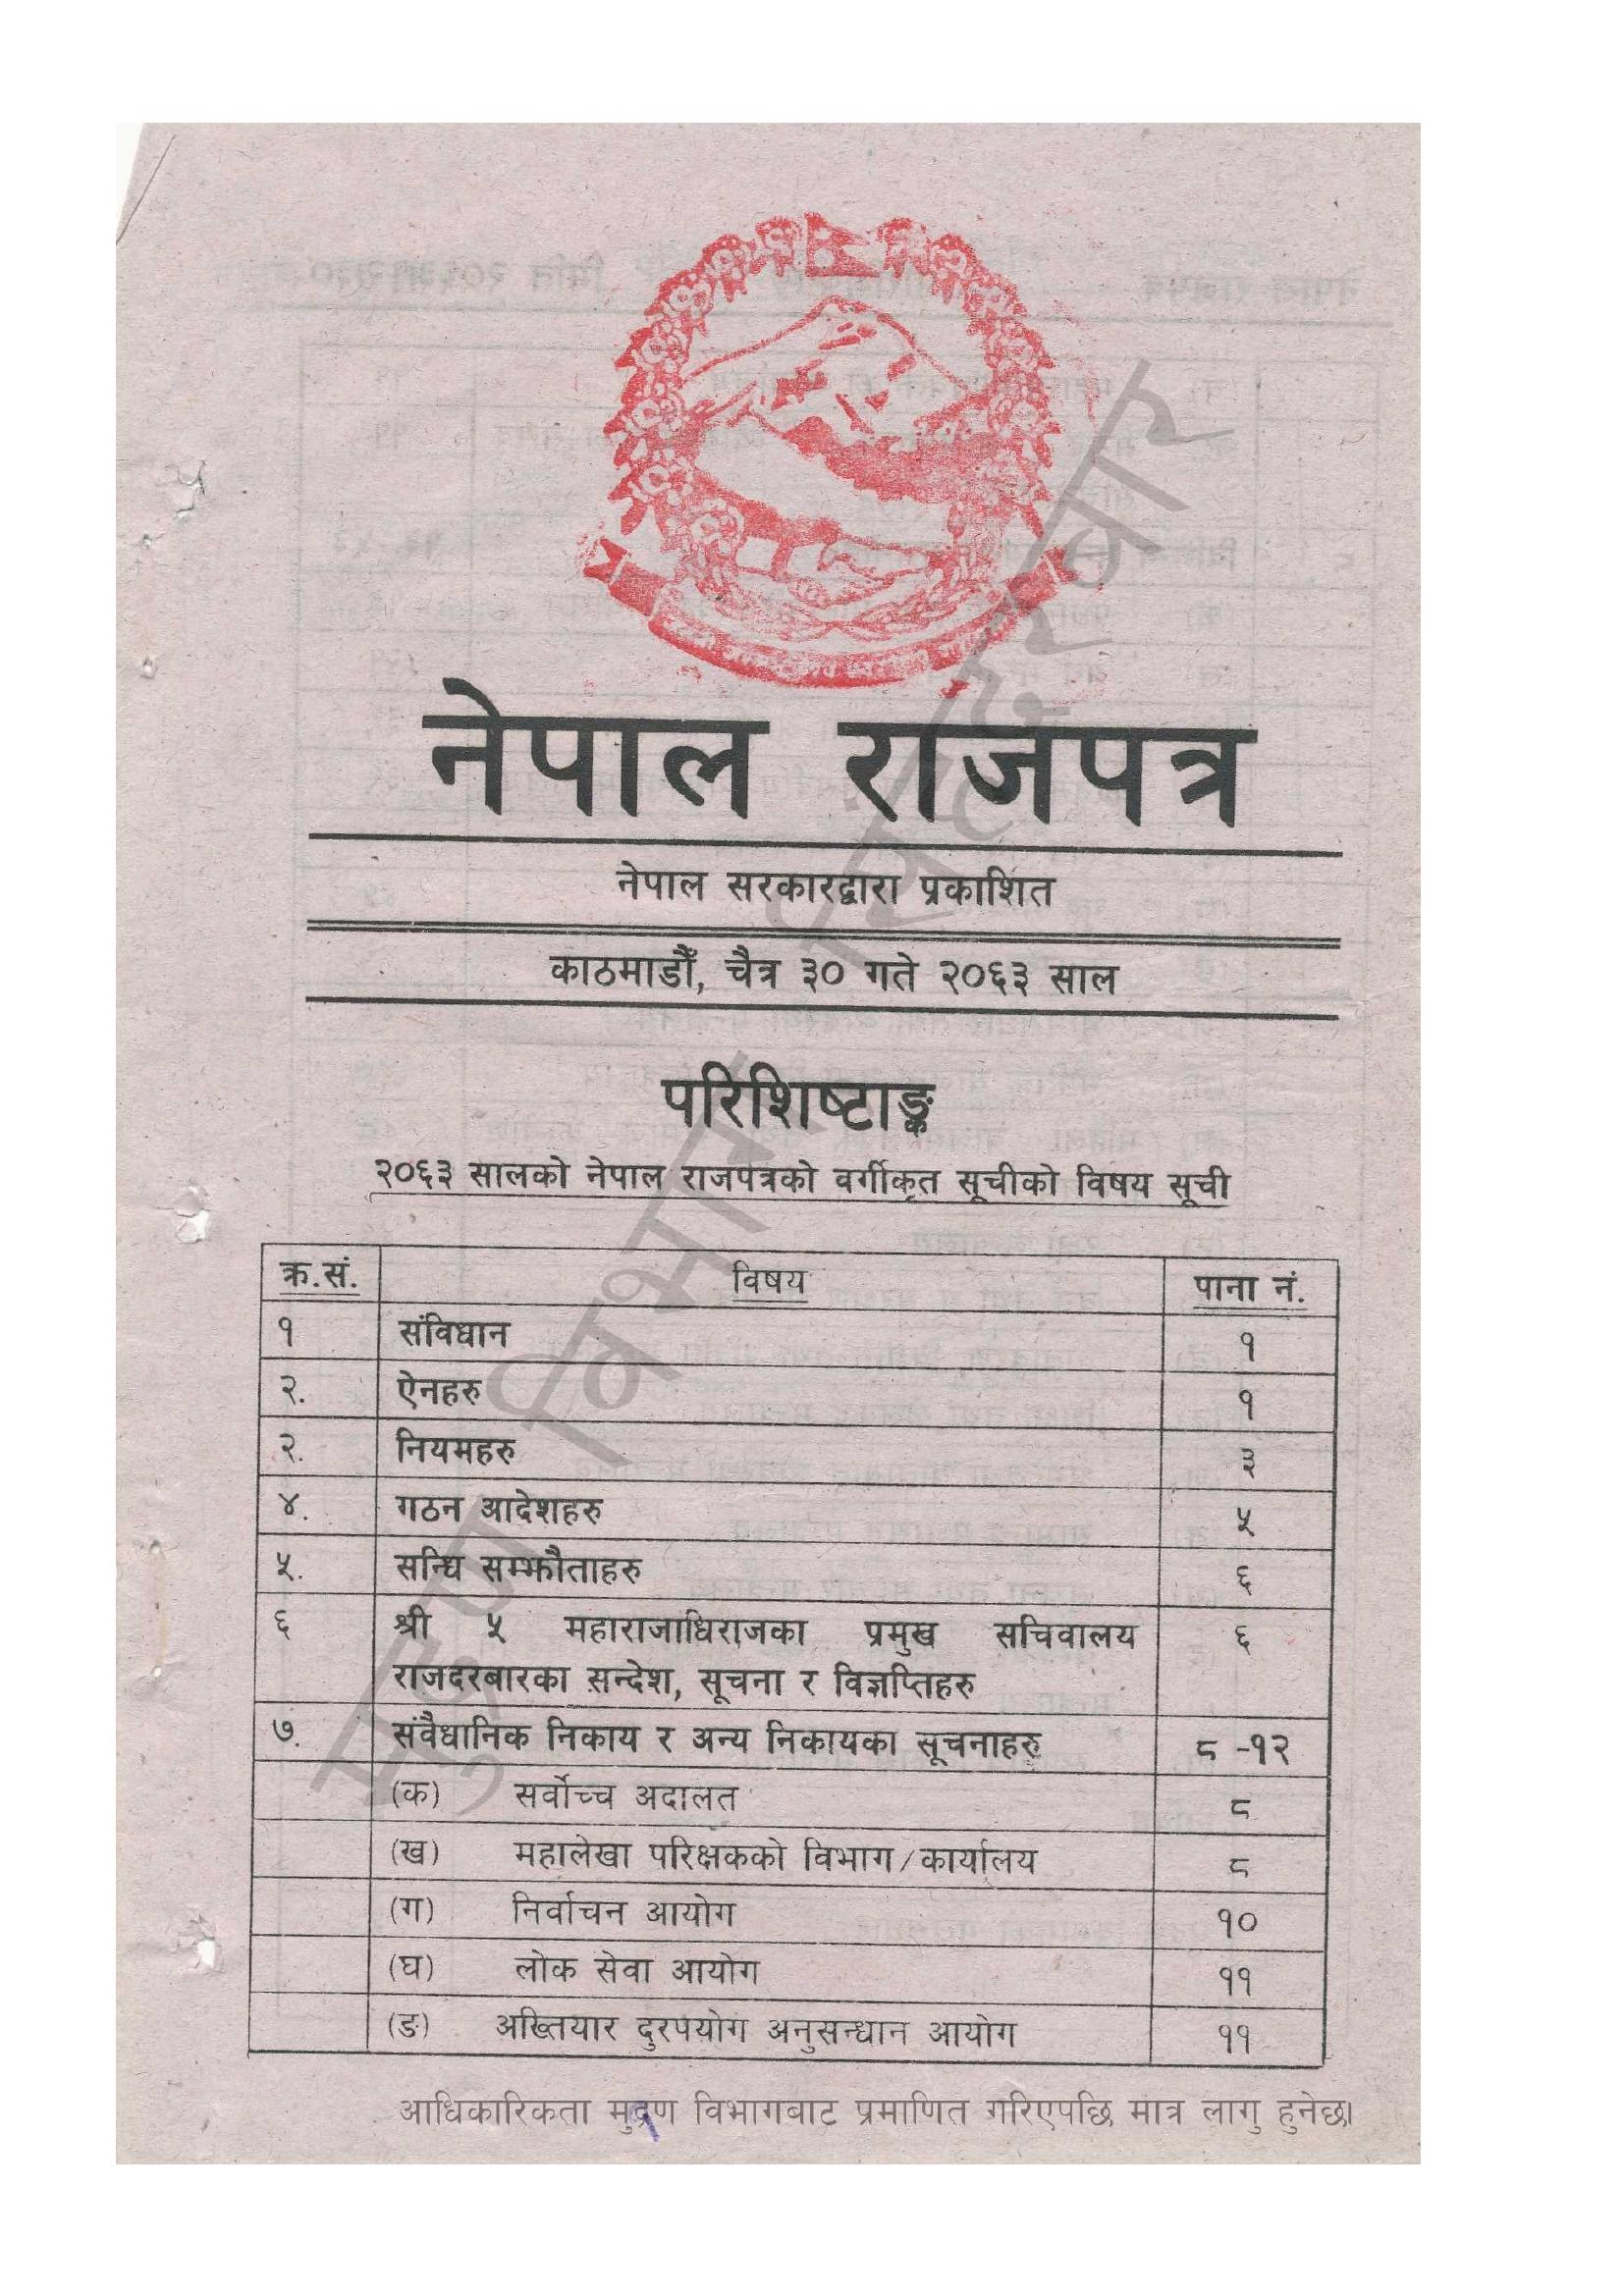 नेपाल राजपत्र
नेपाल सरकारद्वारा प्रकाशित
काठमाडौँ, चैत्र ३० गते २०६३ साल
परिशिष्टाङ्क
२०६३ सालको नेपाल राजपत्रको वर्गीकृत सूचीको विषय सूची
क्र.सं. विषय पाना नं.
१ संविधान १
२. ऐनहरु १
२. नियमहरु ३
४. गठन आदेशहरु ५
५. सन्धि सम्झौताहरु ६
६ श्री ५ महाराजाधिराजका प्रमुख सचिवालय ६
राजदरबारका सन्देश, सूचना र विज्ञप्तिहरु
७. संवैधानिक निकाय र अन्य निकायका सूचनाहरु ८ -१२
(क) सर्वोच्च अदालत ८
(ख) महालेखा परिक्षकको विभाग/कार्यालय ८
(ग) निर्वाचन आयोग १०
(घ) लोक सेवा आयोग ११
(ङ) अख्तियार दुरपयोग अनुसन्धान आयोग ११
आधिकारिकता मुद्रण विभागबाट प्रमाणित गरिएपछि मात्र लागु हुनेछ।
मुद्रण विभाग